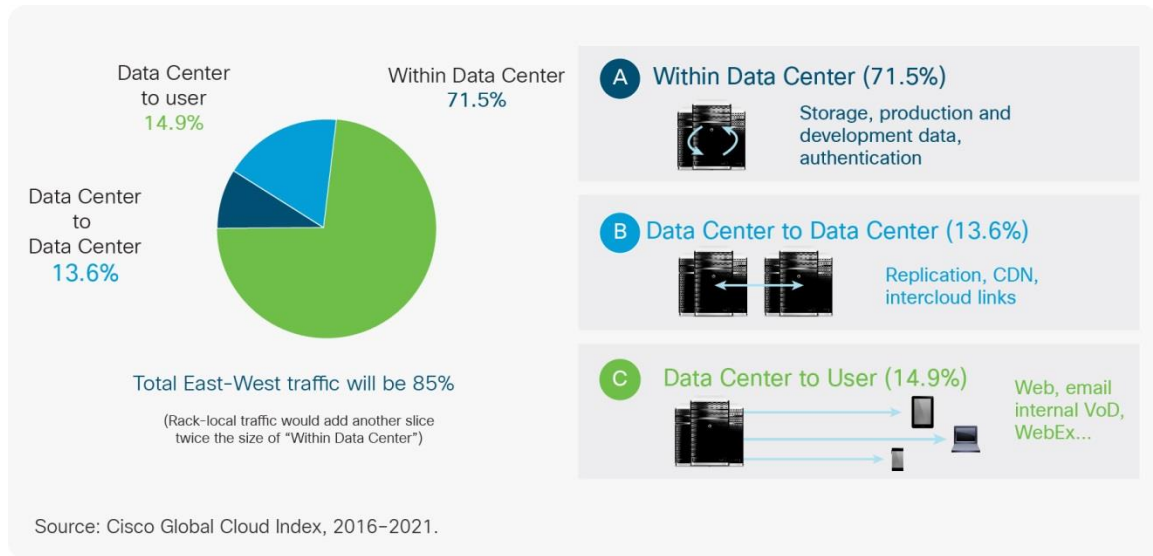 Data Center
to user
14.9%
Within Data Center
71.5%
Data Center
to
Data Center
13.6%
Total East-West traffic will be 85%
(Rack-local traffic would add another slice
twice the size of “Within Data Center”)
A Within Data Center (71.5%)
Storage, production and
development data,
authentication
B Data Center to Data Center (13.6%)
Replication, CDN,
intercloud links
C Data Center to User (14.9%)
Web, email
internal VoD,
WebEx...
Source: Cisco Global Cloud Index, 2016–2021.